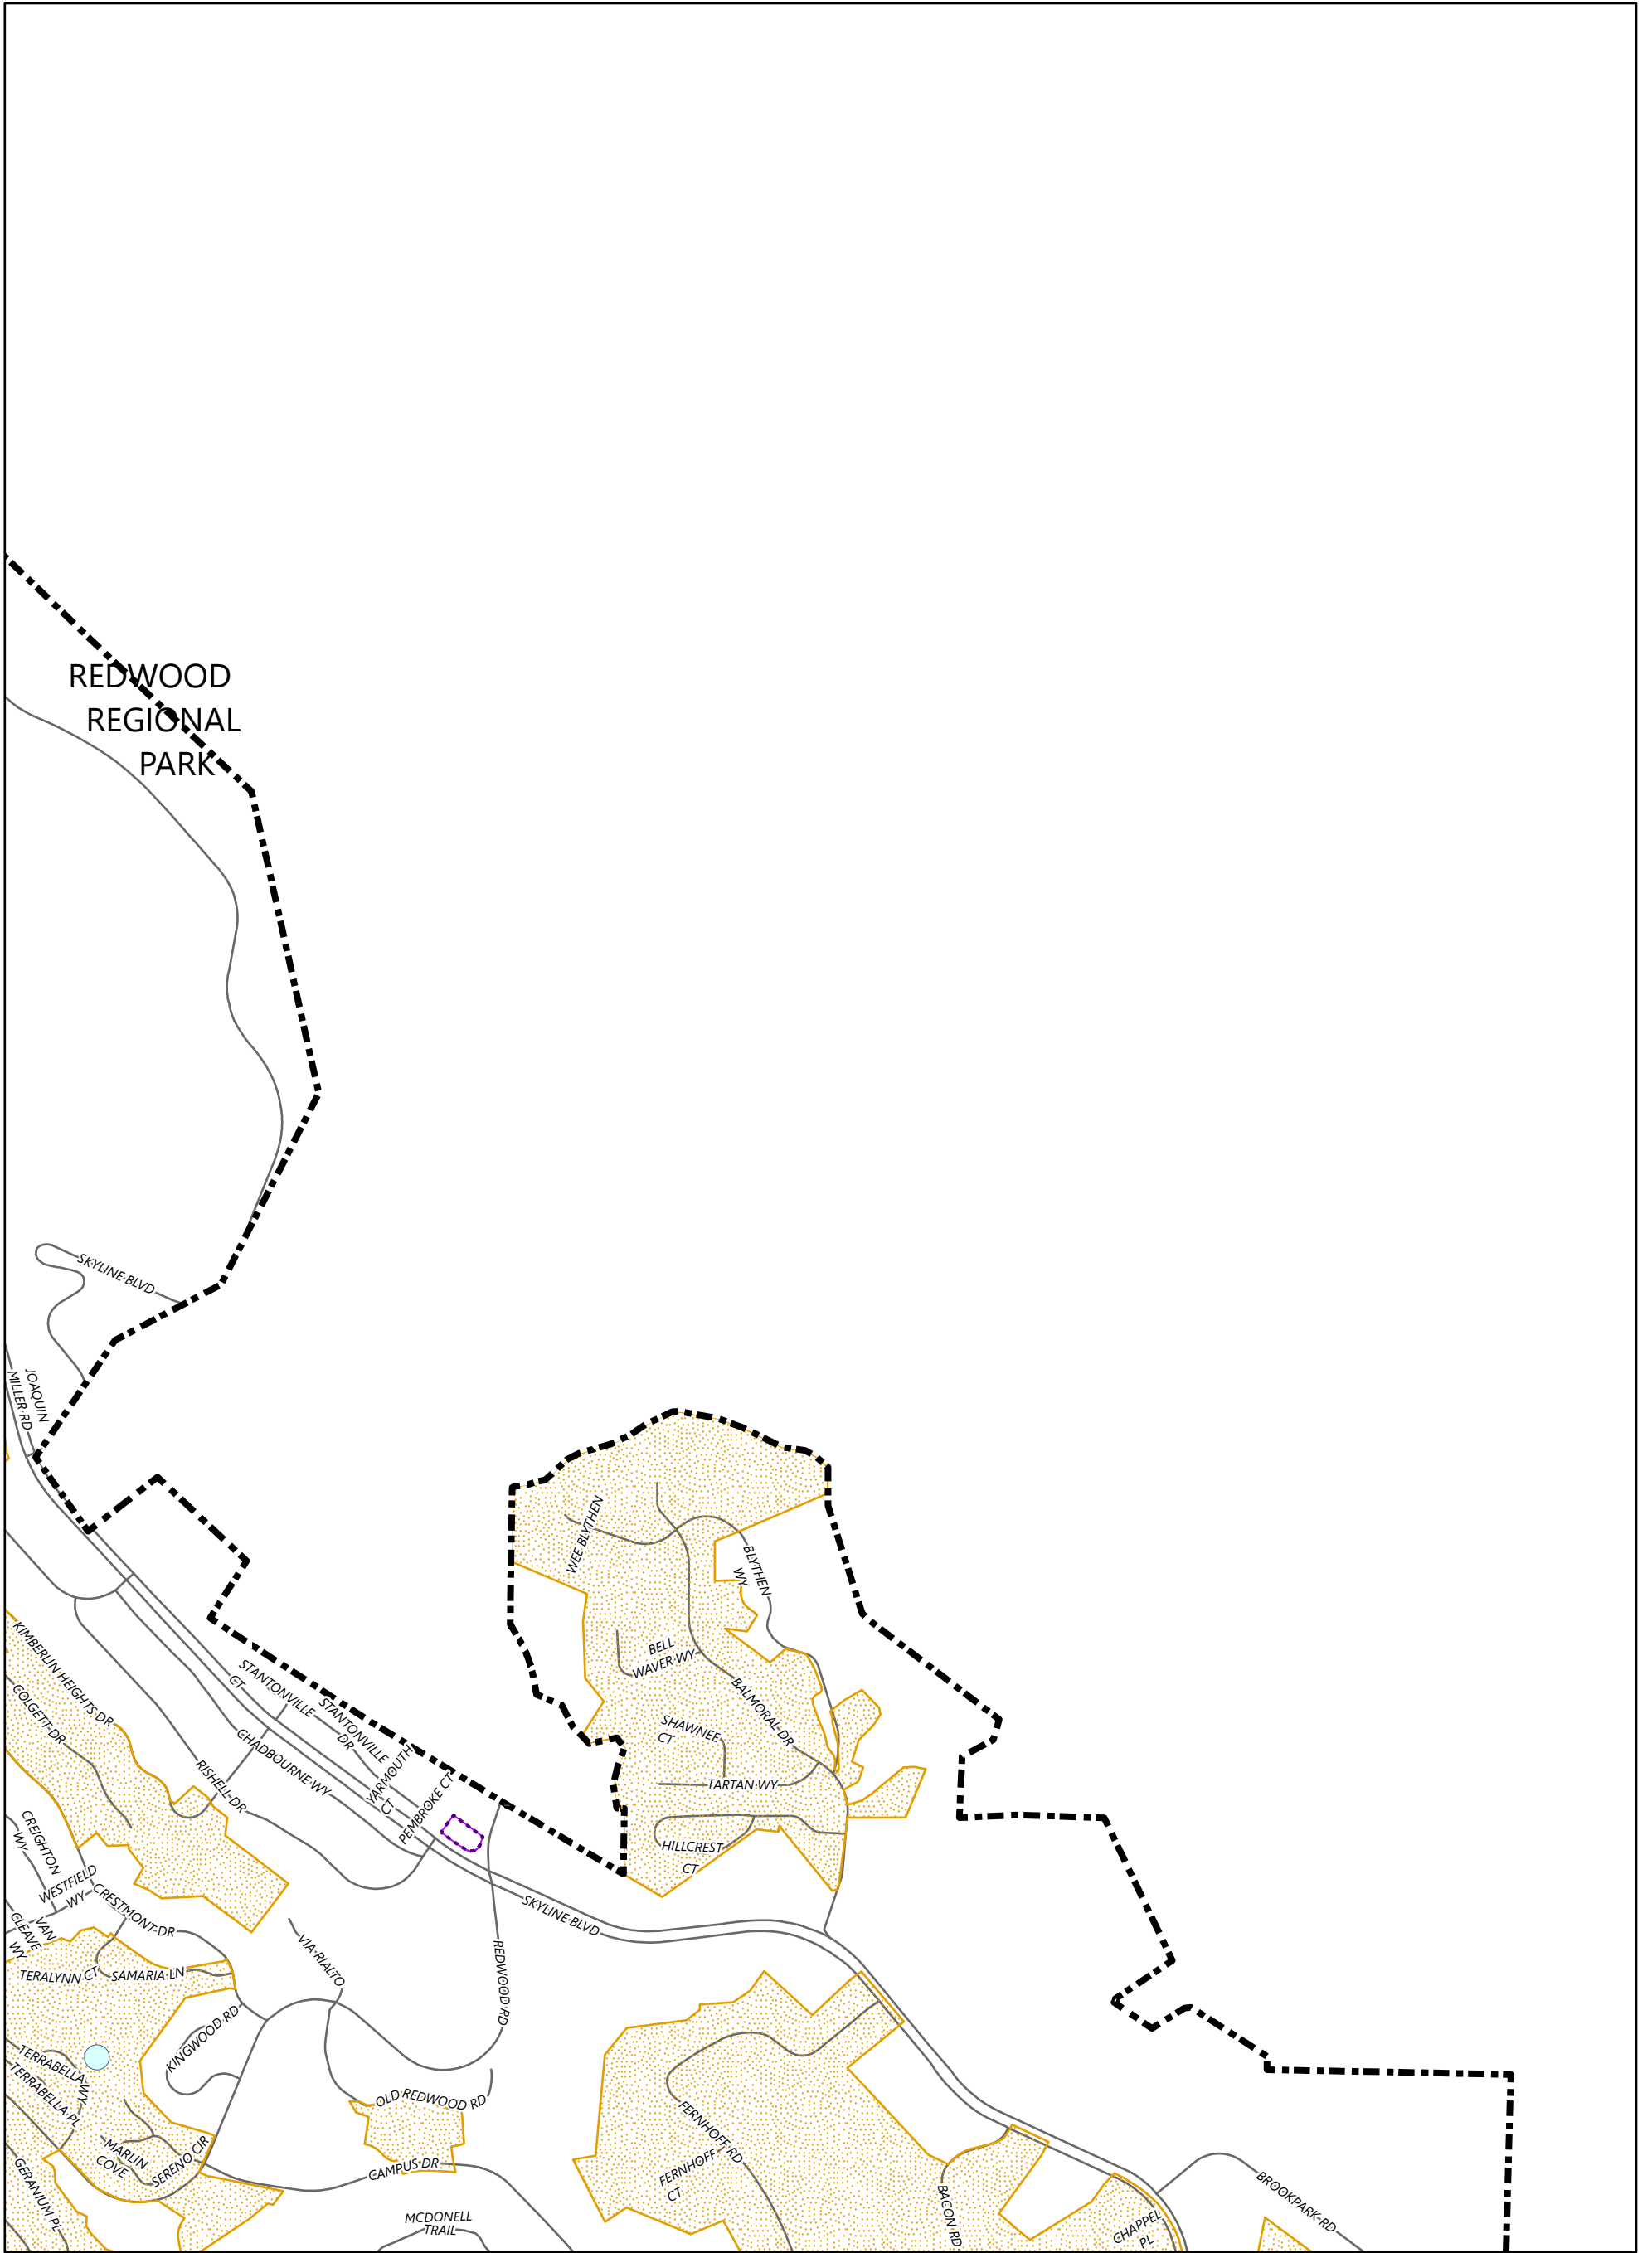 REDWOOD
REGIONAL
PARK
SKYLINE BLVD
JOAQUIN
MILLER RD
WEE BLYTHEN
BLYTHEN
WY
BELL
WAVER WY
BALMORAL DR
SHAWNEE
CT
TARTAN WY
HILLCREST
CT
KIMBERLIN HEIGHTS DR
COLGETT DR
STANTONVILLE
CT
STANTONVILLE
DR
CHADBOURNE WY
YARMOUTH
CT
PEMBROKE CT
RISHELL DR
CREIGHTON
WY
WESTFIELD
WY
CRESTMONT DR
VAN
CLEAVE
WY
SKYLINE BLVD
VIA RIALTO
REDWOOD RD
TERALYNN CT
SAMARIA LN
KINGWOOD RD
TERRABELLA WY
TERRABELLA PL
OLD REDWOOD RD
FERNHOFF RD
FERNHOFF
CT
MARLIN
COVE
SERENO CIR
CAMPUS DR
GERANIUM PL
MCDONELL
TRAIL
BACON RD
CHAPPEL
PL
BROOKPARK RD